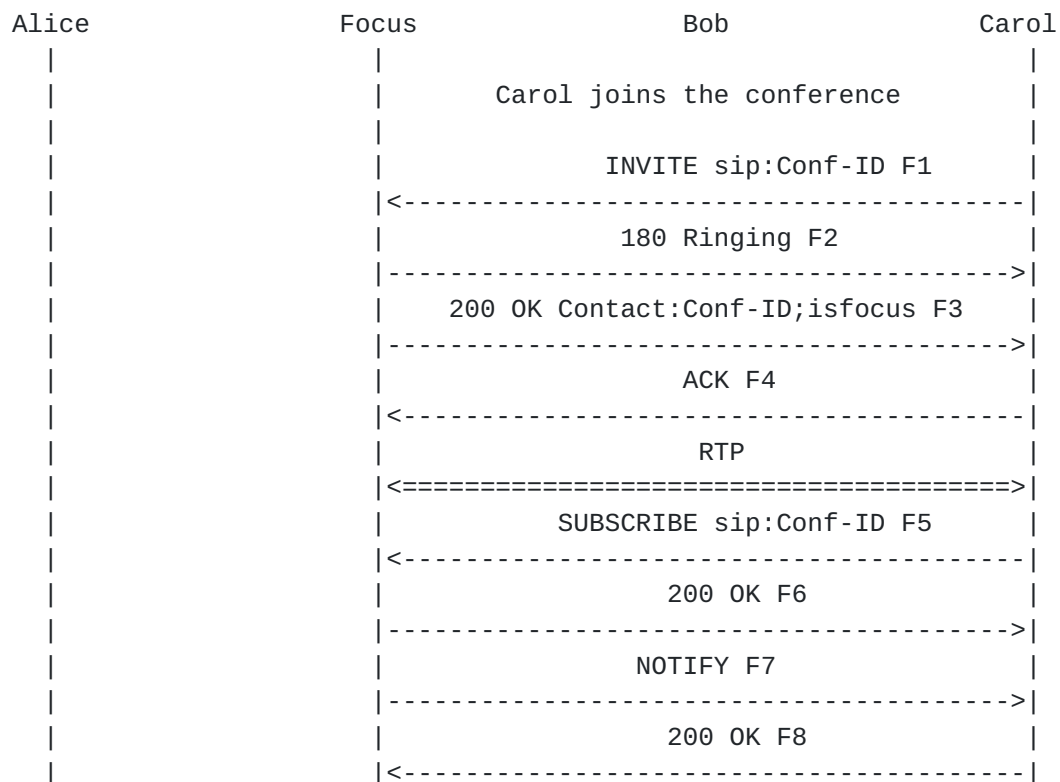 Alice                Focus               Bob                Carol
  |                    |                                         |
  |                    |       Carol joins the conference        |
  |                    |                                         |
  |                    |              INVITE sip:Conf-ID F1      |
  |                    |<----------------------------------------|
  |                    |               180 Ringing F2            |
  |                    |---------------------------------------->|
  |                    |    200 OK Contact:Conf-ID;isfocus F3    |
  |                    |---------------------------------------->|
  |                    |                   ACK F4                |
  |                    |<----------------------------------------|
  |                    |                    RTP                  |
  |                    |<=======================================>|
  |                    |           SUBSCRIBE sip:Conf-ID F5      |
  |                    |<----------------------------------------|
  |                    |                  200 OK F6              |
  |                    |---------------------------------------->|
  |                    |                NOTIFY F7                |
  |                    |---------------------------------------->|
  |                    |                  200 OK F8              |
  |                    |<----------------------------------------|